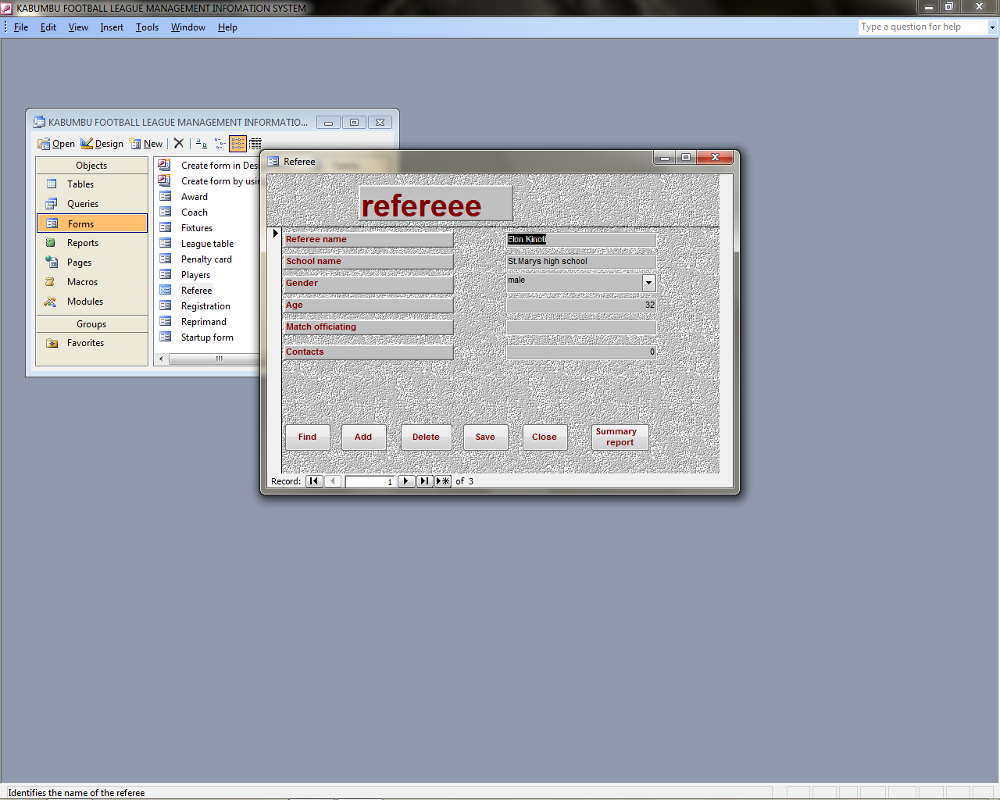 KABUMBU FOOTBALL LEAGUE MANAGEMENT INFOMATION SYSTEM
File Edit View Insert Tools Window Help
Type a question for help
KABUMBU FOOTBALL LEAGUE MANAGEMENT INFORMATIO...
Open Design New
Objects
Tables
Queries
Forms
Reports
Pages
Macros
Modules
Groups
Favorites
Create form in Desi
Create form by usin
Award
Coach
Fixtures
League table
Penalty card
Players
Referee
Registration
Reprimand
Startup form
Referee
refereee
Referee name Elon Kinoti
School name St.Marys high school
Gender male
Age 32
Match officiating
Contacts 0
Find Add Delete Save Close Summary report
Record: 1 of 3
Identifies the name of the referee